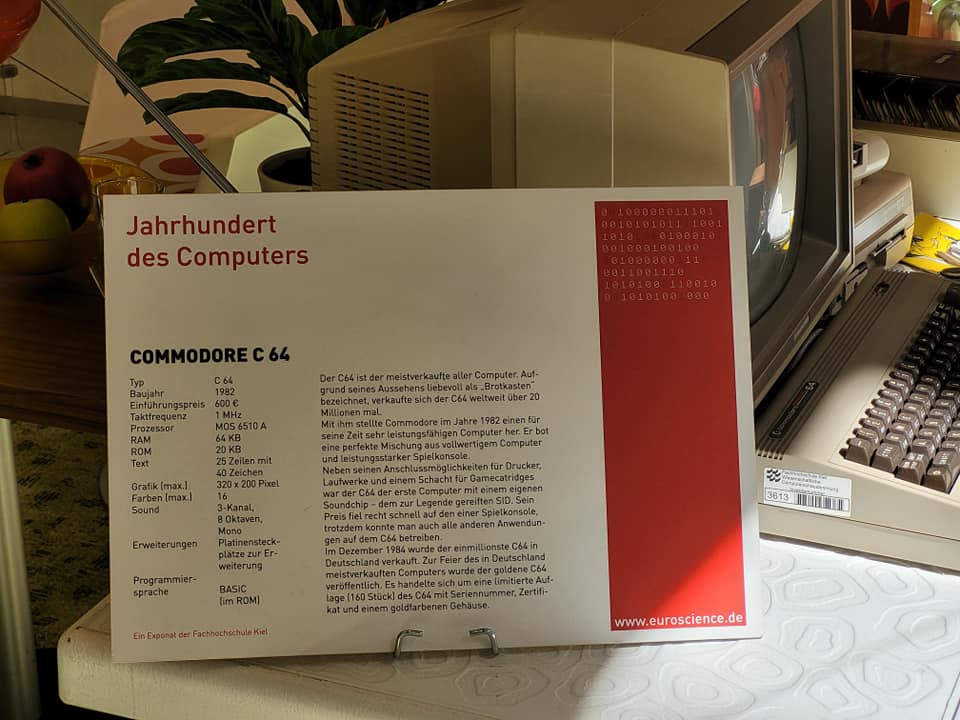 Jahrhundert
des Computers
0 100000011101
0010101011 1001
1010 0100010
001000100100
01000000 11
0011001110
1010100 110010
0 1010100 000
COMMODORE C 64
Typ C 64
Baujahr 1982
Einführungspreis 600 €
Taktfrequenz 1 MHz
Prozessor MOS 6510 A
RAM 64 KB
ROM 20 KB
Text 25 Zeilen mit
40 Zeichen
Grafik (max.) 320 x 200 Pixel
Farben (max.) 16
Sound 3-Kanal,
8 Oktaven,
Mono
Erweiterungen Platinensteck-
plätze zur Er-
weiterung
Programmier-
sprache BASIC
(im ROM)
Der C64 ist der meistverkaufte aller Computer. Auf-
grund seines Aussehens liebevoll als „Brotkasten“
bezeichnet, verkaufte sich der C64 weltweit über 20
Millionen mal.
Mit ihm stellte Commodore im Jahre 1982 einen für
seine Zeit sehr leistungsfähigen Computer her. Er bot
eine perfekte Mischung aus vollwertigem Computer
und leistungsstarker Spielkonsole.
Neben seinen Anschlussmöglichkeiten für Drucker,
Laufwerke und einem Schacht für Gamecatridges
war der C64 der erste Computer mit einem eigenen
Soundchip – dem zur Legende gereiften SID. Sein
Preis fiel recht schnell auf den einer Spielkonsole,
trotzdem konnte man auch alle anderen Anwendun-
gen auf dem C64 betreiben.
Im Dezember 1984 wurde der einmillionste C64 in
Deutschland verkauft. Zur Feier des in Deutschland
meistverkauften Computers wurde der goldene C64
veröffentlich. Es handelte sich um eine limitierte Auf-
lage (160 Stück) des C64 mit Seriennummer, Zertifi-
kat und einem goldfarbenen Gehäuse.
Ein Exponat der Fachhochschule Kiel
www.euroscience.de
commodore 64
Fachhochschule Kiel
Wissenschaftliche
Computersammlung
3613